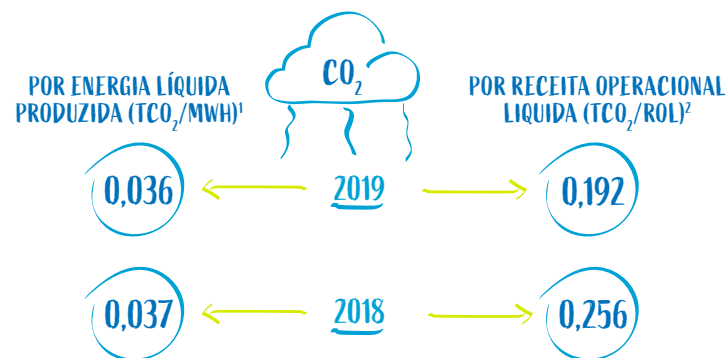 CO₂
POR ENERGIA LÍQUIDA
PRODUZIDA (TCO₂/MWH)¹
POR RECEITA OPERACIONAL
LIQUIDA (TCO₂/ROL)²
0,036
2019
0,192
0,037
2018
0,256